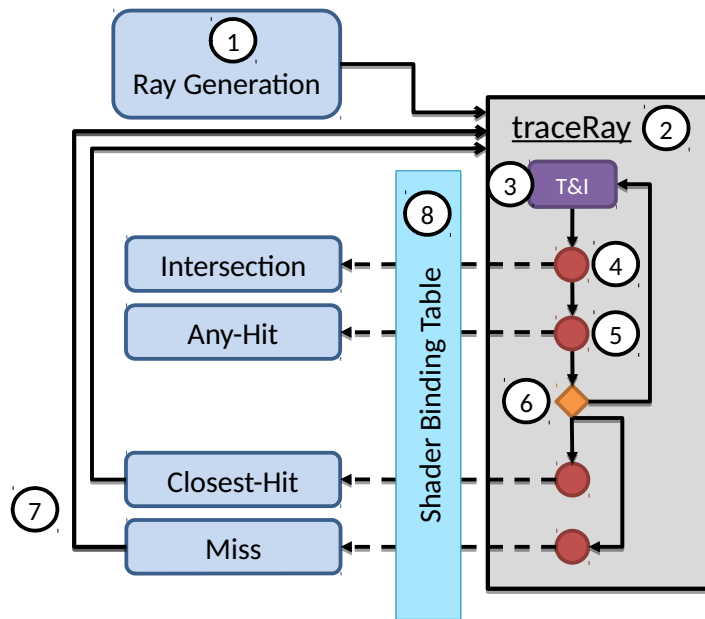 1
Ray Generation
traceRay 2
3 T&I
8
Intersection
4
Any-Hit
5
Shader Binding Table
6
Closest-Hit
7
Miss